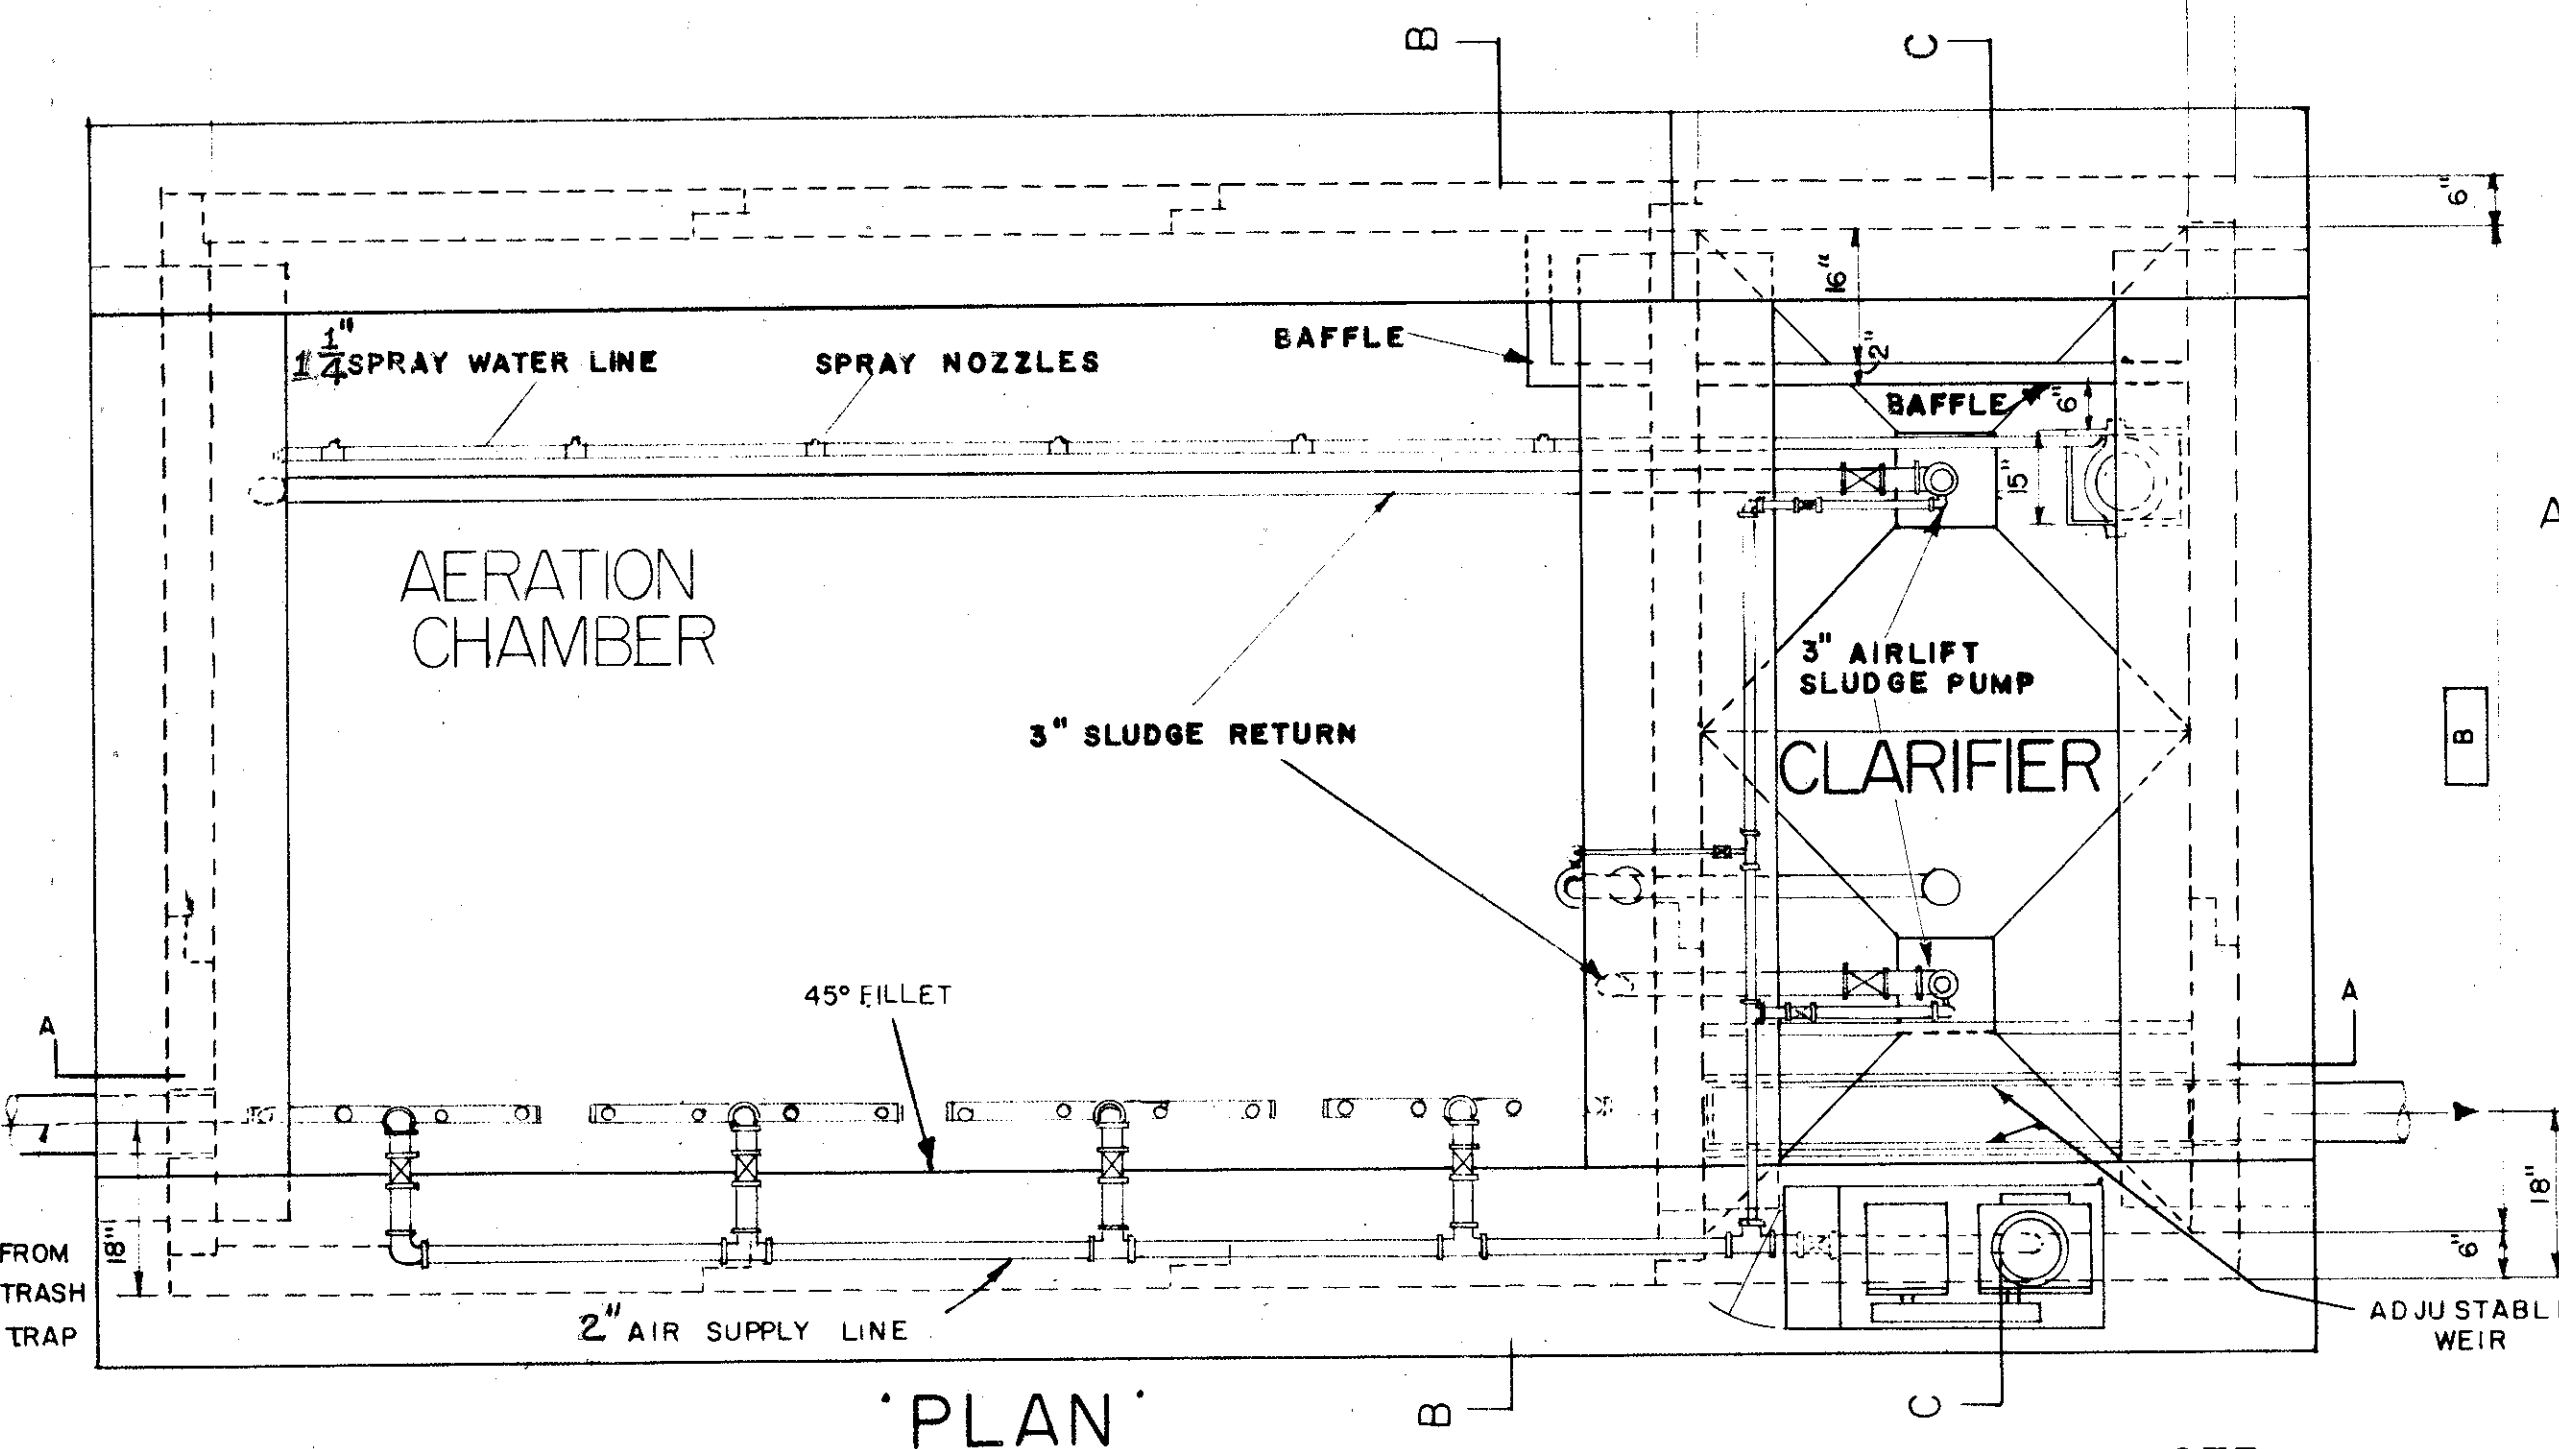 B
C
6"
16"
2"
1 1/4" SPRAY WATER LINE
SPRAY NOZZLES
BAFFLE
BAFFLE
6"
15"
A
AERATION
CHAMBER
3" AIRLIFT
SLUDGE PUMP
3" SLUDGE RETURN
CLARIFIER
B
45° FILLET
A
A
18"
18"
6"
FROM
TRASH
TRAP
2" AIR SUPPLY LINE
ADJUSTABL
WEIR
'PLAN'
B
C